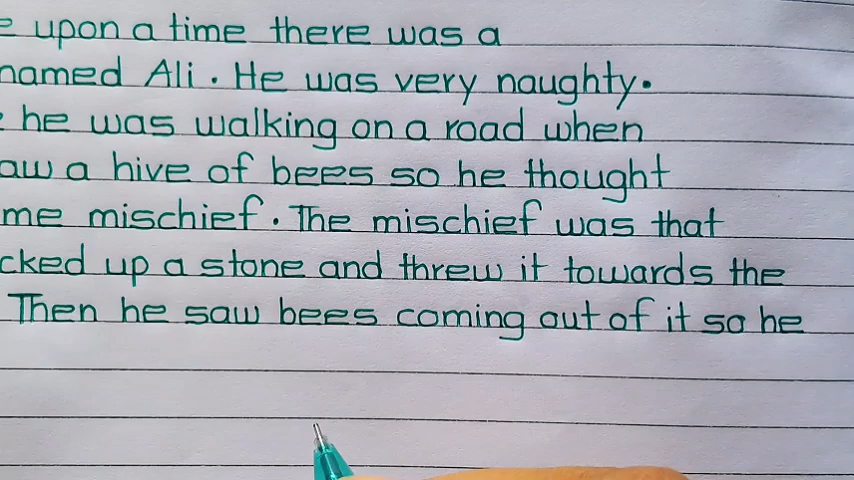 upon a time there was a
named Ali. He was very naughty.
he was walking on a road when
a hive of bees so he thought
me mischief. The mischief was that
cked up a stone and threw it towards the
Then he saw bees coming out of it so he